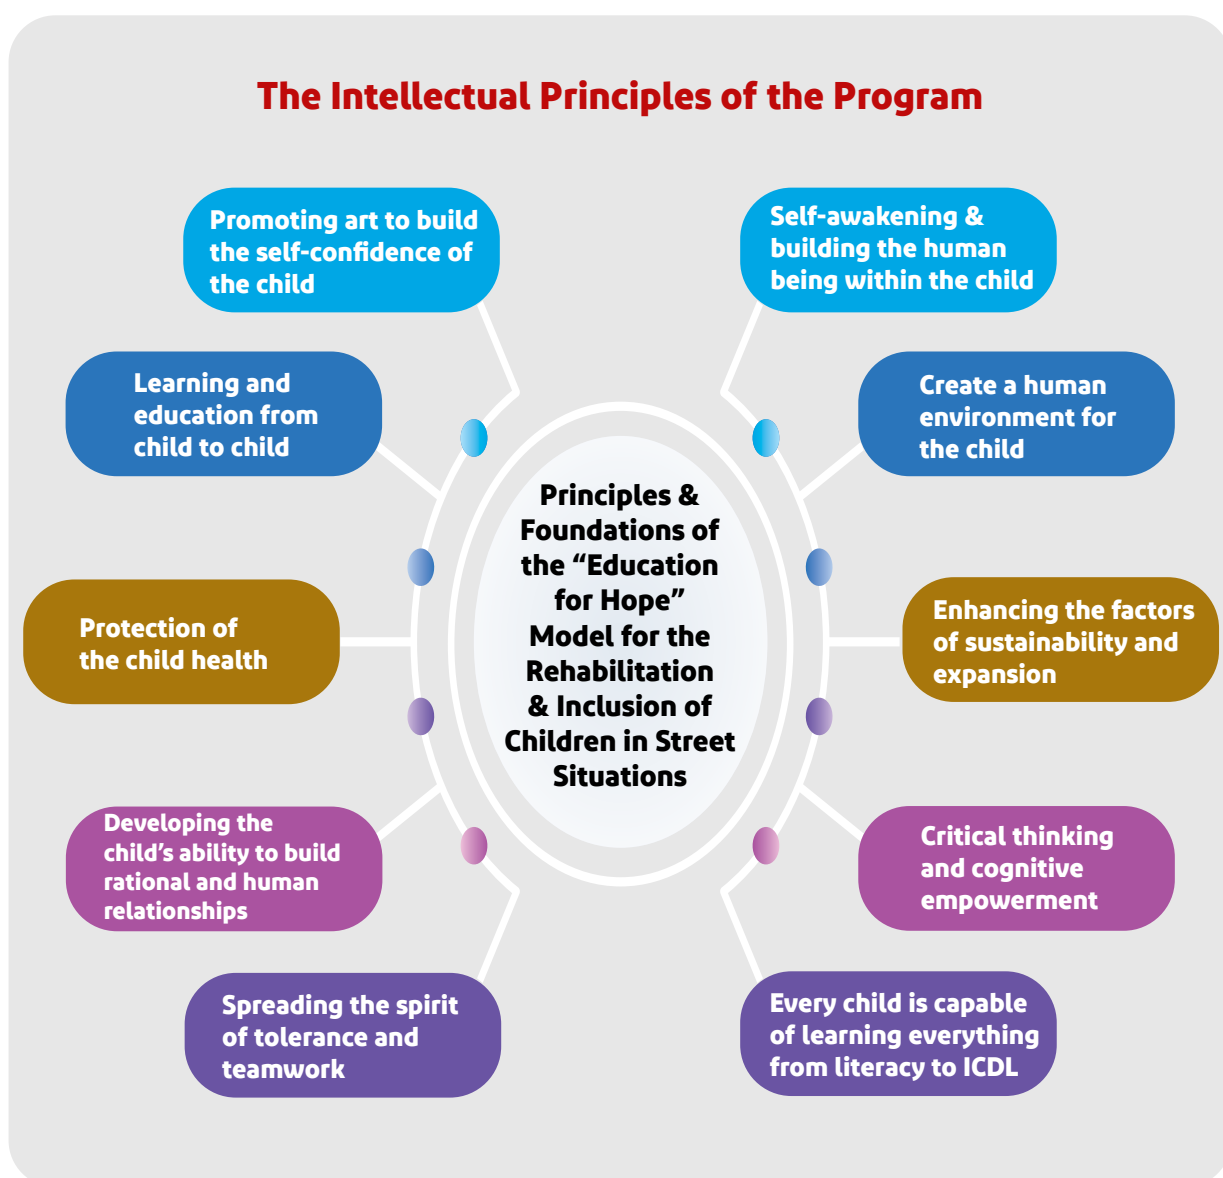 The Intellectual Principles of the Program
Promoting art to build
the self-confidence of
the child
Self-awakening &
building the human
being within the child
Learning and
education from
child to child
Create a human
environment for
the child
Principles &
Foundations of
the “Education
for Hope”
Model for the
Rehabilitation
& Inclusion of
Children in Street
Situations
Protection of
the child health
Enhancing the factors
of sustainability and
expansion
Developing the
child’s ability to build
rational and human
relationships
Critical thinking
and cognitive
empowerment
Spreading the spirit
of tolerance and
teamwork
Every child is capable
of learning everything
from literacy to ICDL